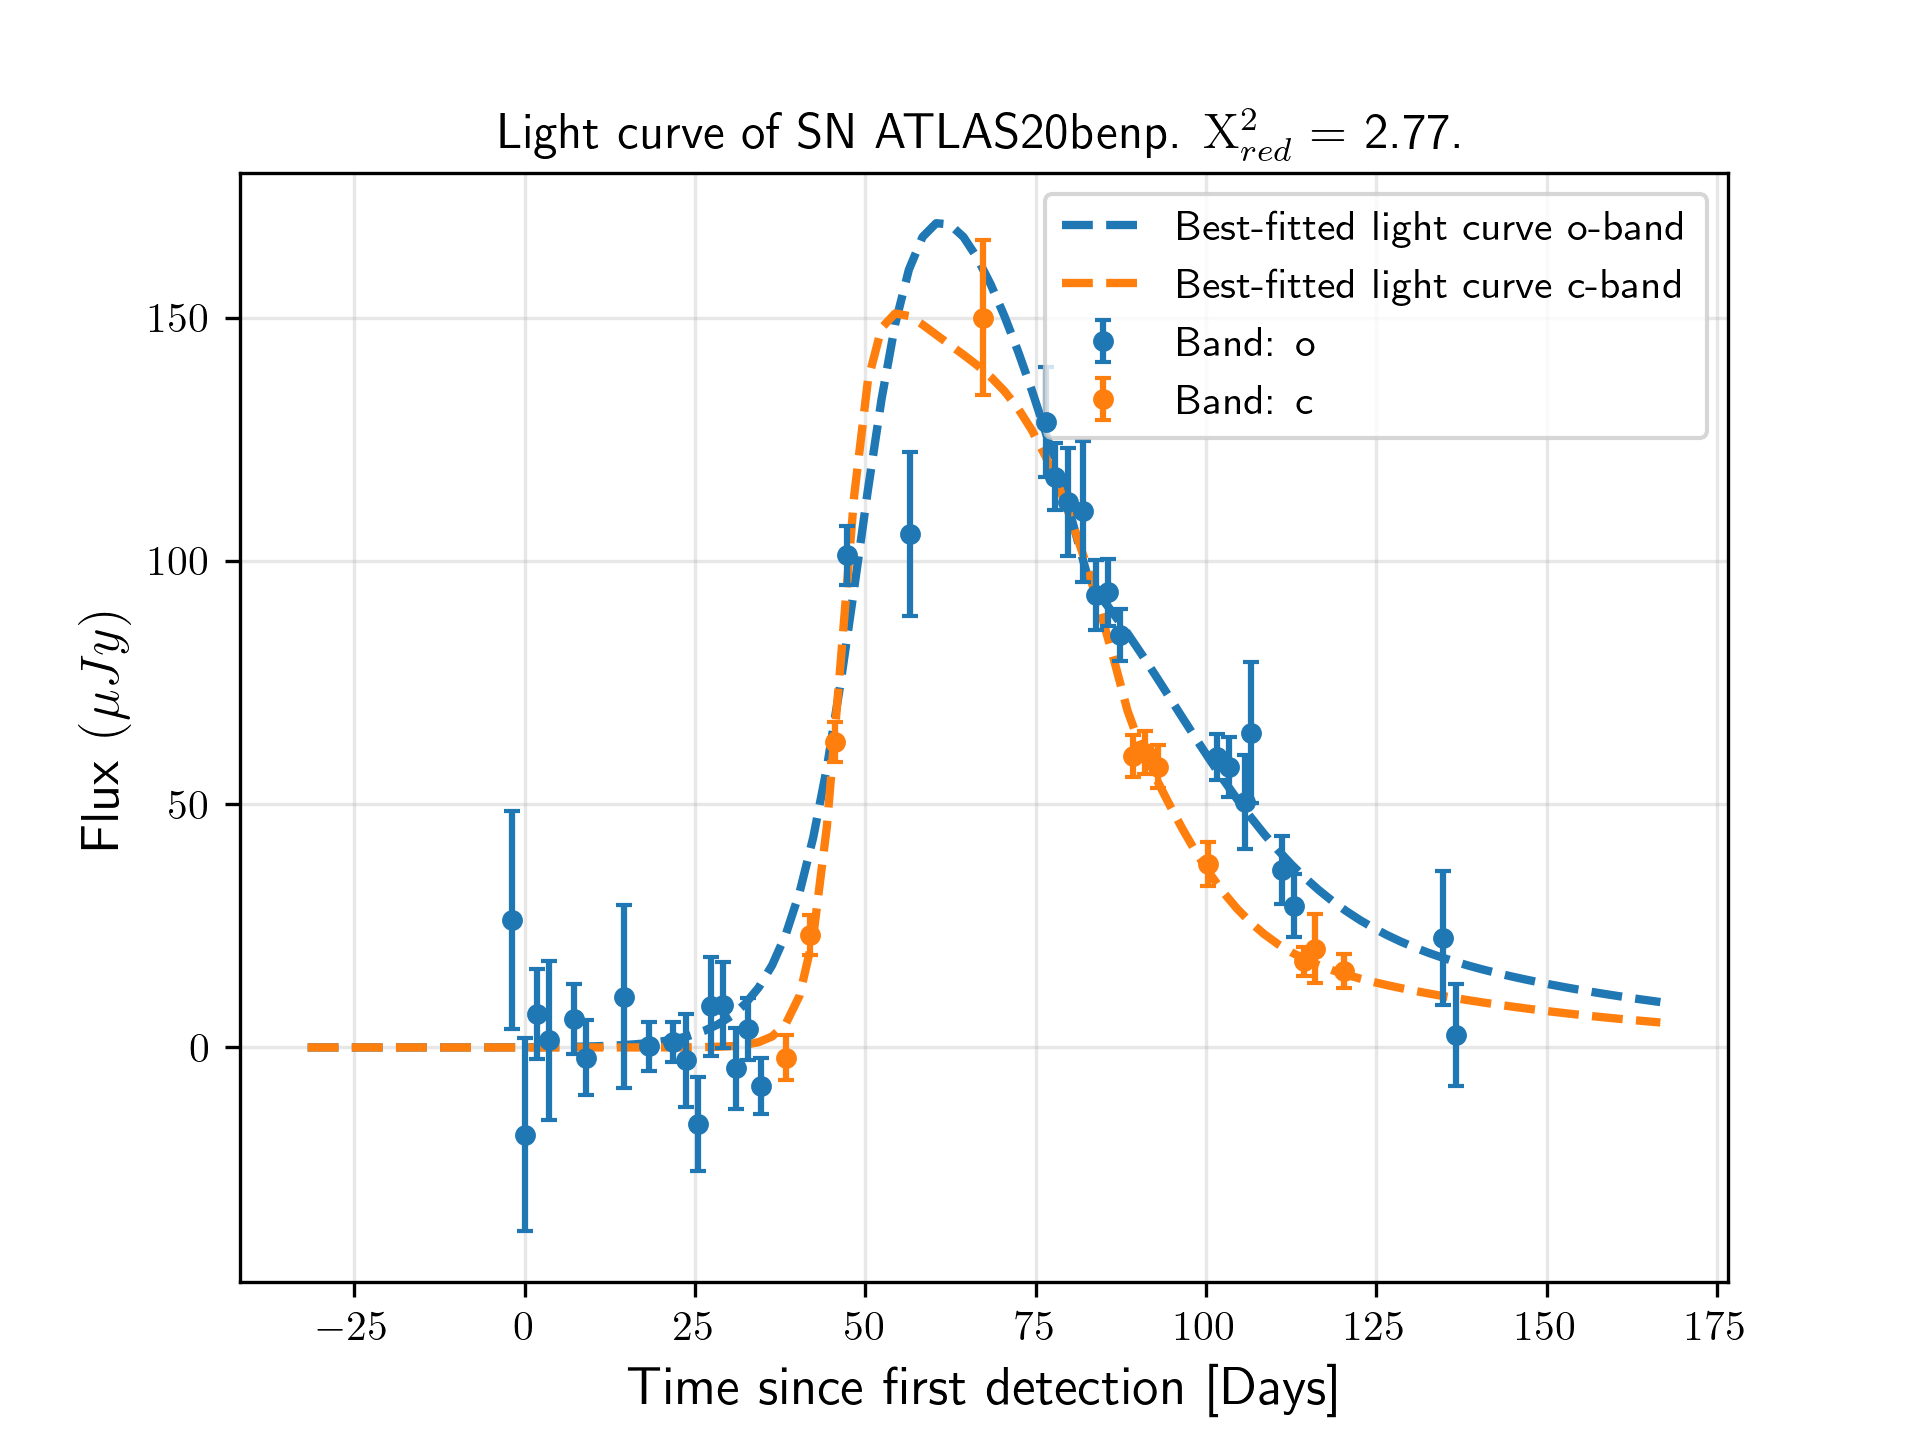 Light curve of SN ATLAS20benp. Χ²_red = 2.77.
Best-fitted light curve o-band
Best-fitted light curve c-band
Band: o
Band: c
Flux (μJy)
150
100
50
0
−25 0 25 50 75 100 125 150 175
Time since first detection [Days]